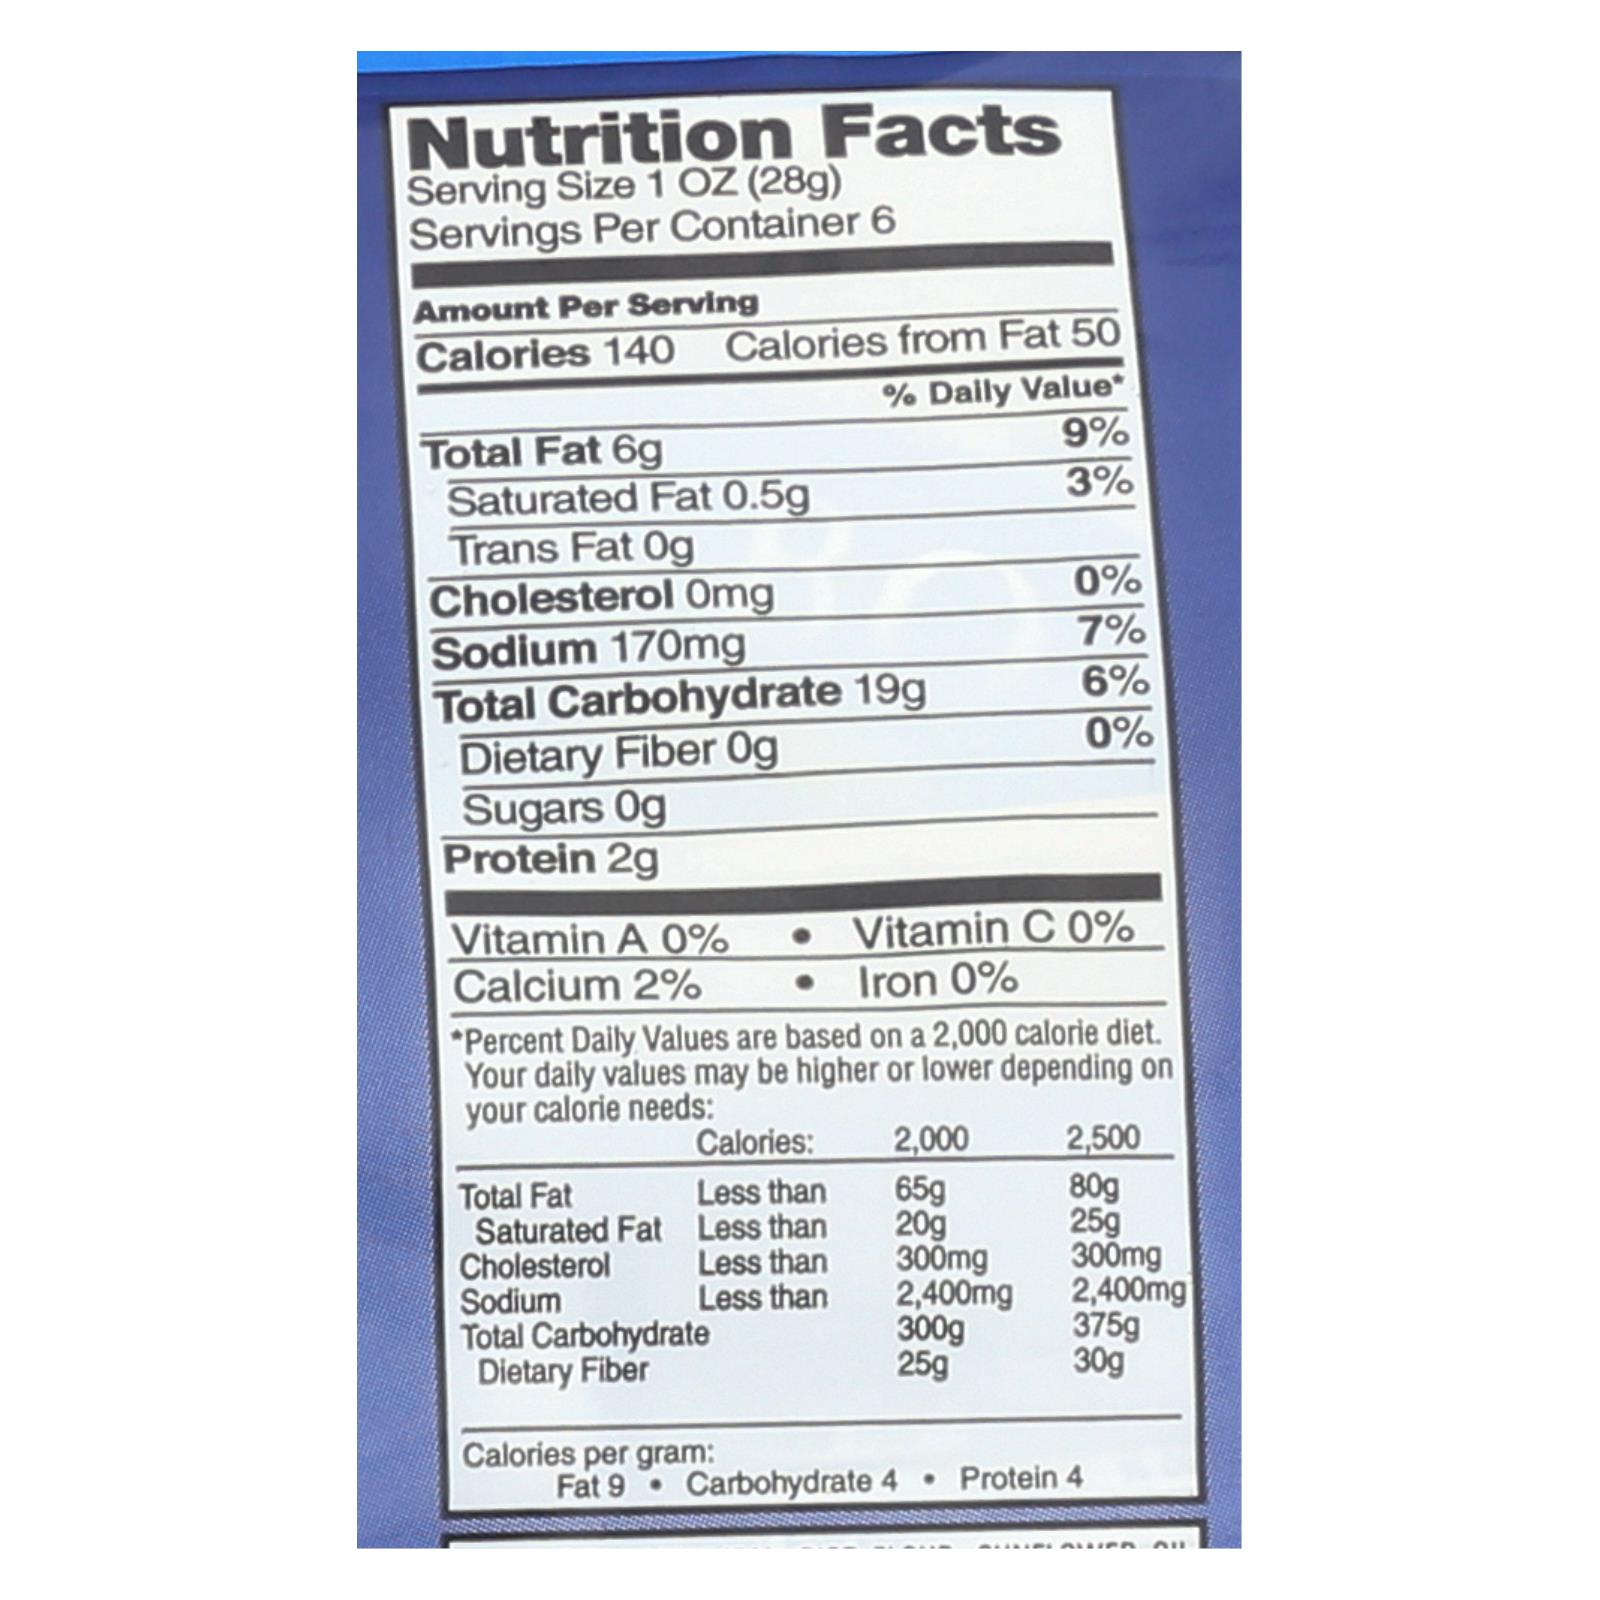 Nutrition Facts
Serving Size 1 OZ (28g)
Servings Per Container 6
Amount Per Serving
Calories 140 Calories from Fat 50
% Daily Value*
Total Fat 6g 9%
Saturated Fat 0.5g 3%
Trans Fat 0g
Cholesterol 0mg 0%
Sodium 170mg 7%
Total Carbohydrate 19g 6%
Dietary Fiber 0g 0%
Sugars 0g
Protein 2g
Vitamin A 0% • Vitamin C 0%
Calcium 2% • Iron 0%
*Percent Daily Values are based on a 2,000 calorie diet.
Your daily values may be higher or lower depending on
your calorie needs:
Calories: 2,000 2,500
Total Fat Less than 65g 80g
Saturated Fat Less than 20g 25g
Cholesterol Less than 300mg 300mg
Sodium Less than 2,400mg 2,400mg
Total Carbohydrate 300g 375g
Dietary Fiber 25g 30g
Calories per gram:
Fat 9 • Carbohydrate 4 • Protein 4